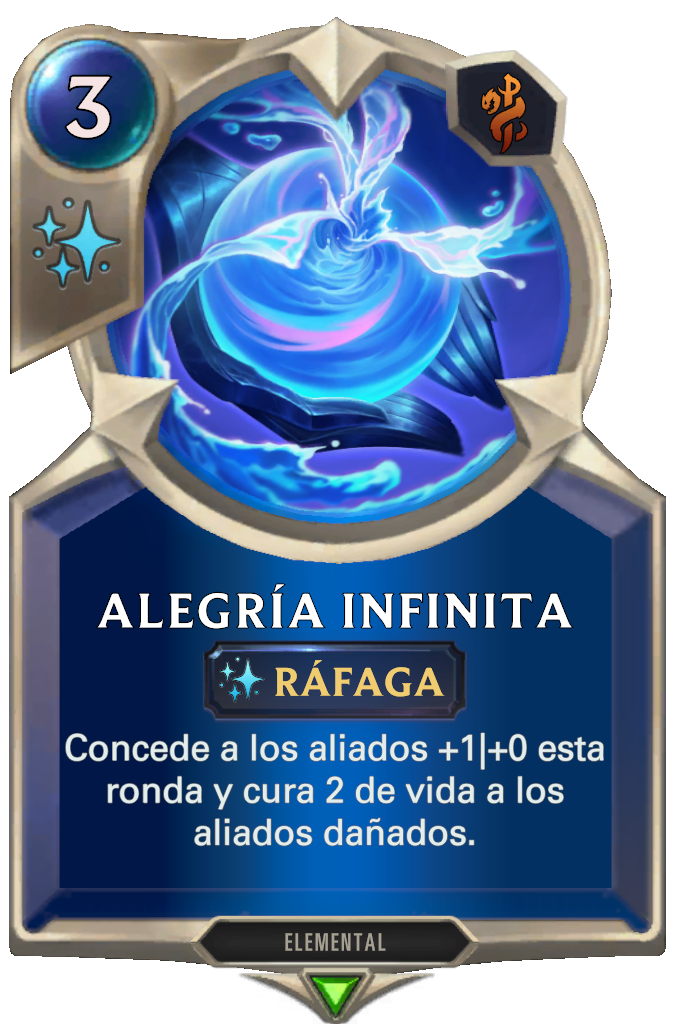 3
ALEGRÍA INFINITA
RÁFAGA
Concede a los aliados +1|+0 esta
ronda y cura 2 de vida a los
aliados dañados.
ELEMENTAL